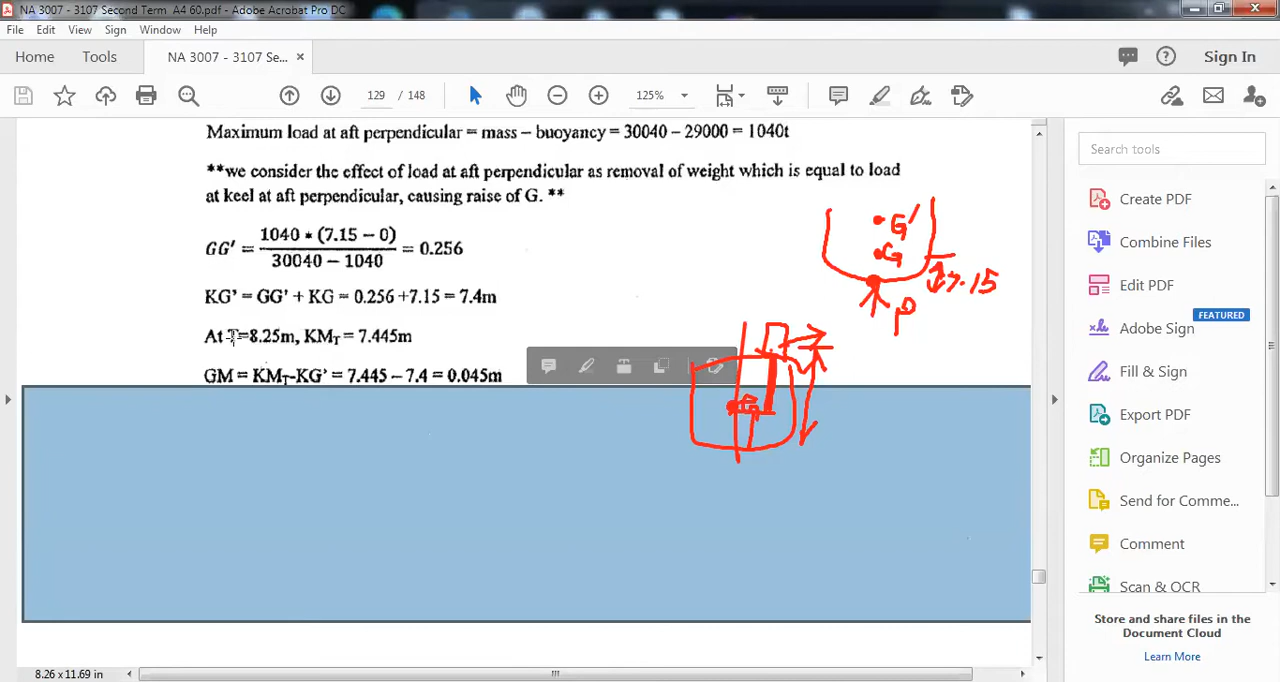 NA 3007 - 3107 Second Term A4 60.pdf - Adobe Acrobat Pro DC
File Edit View Sign Window Help
Home Tools NA 3007 - 3107 Se... × Sign In
129 / 148 125%
Maximum load at aft perpendicular = mass − buoyancy = 30040 − 29000 = 1040t
**we consider the effect of load at aft perpendicular as removal of weight which is equal to load
at keel at aft perpendicular, causing raise of G. **
GG' = 1040 * (7.15 − 0) / 30040 − 1040 = 0.256
KG' = GG' + KG = 0.256 +7.15 = 7.4m
At T=8.25m, KMT = 7.445m
GM = KMT-KG' = 7.445 − 7.4 = 0.045m
G'
G
7.15
P
G
Search tools
Create PDF
Combine Files
Edit PDF
Export PDF
FEATURED
Adobe Sign
Fill & Sign
Export PDF
Organize Pages
Send for Comme...
Comment
Scan & OCR
Store and share files in the
Document Cloud
Learn More
8.26 x 11.69 in